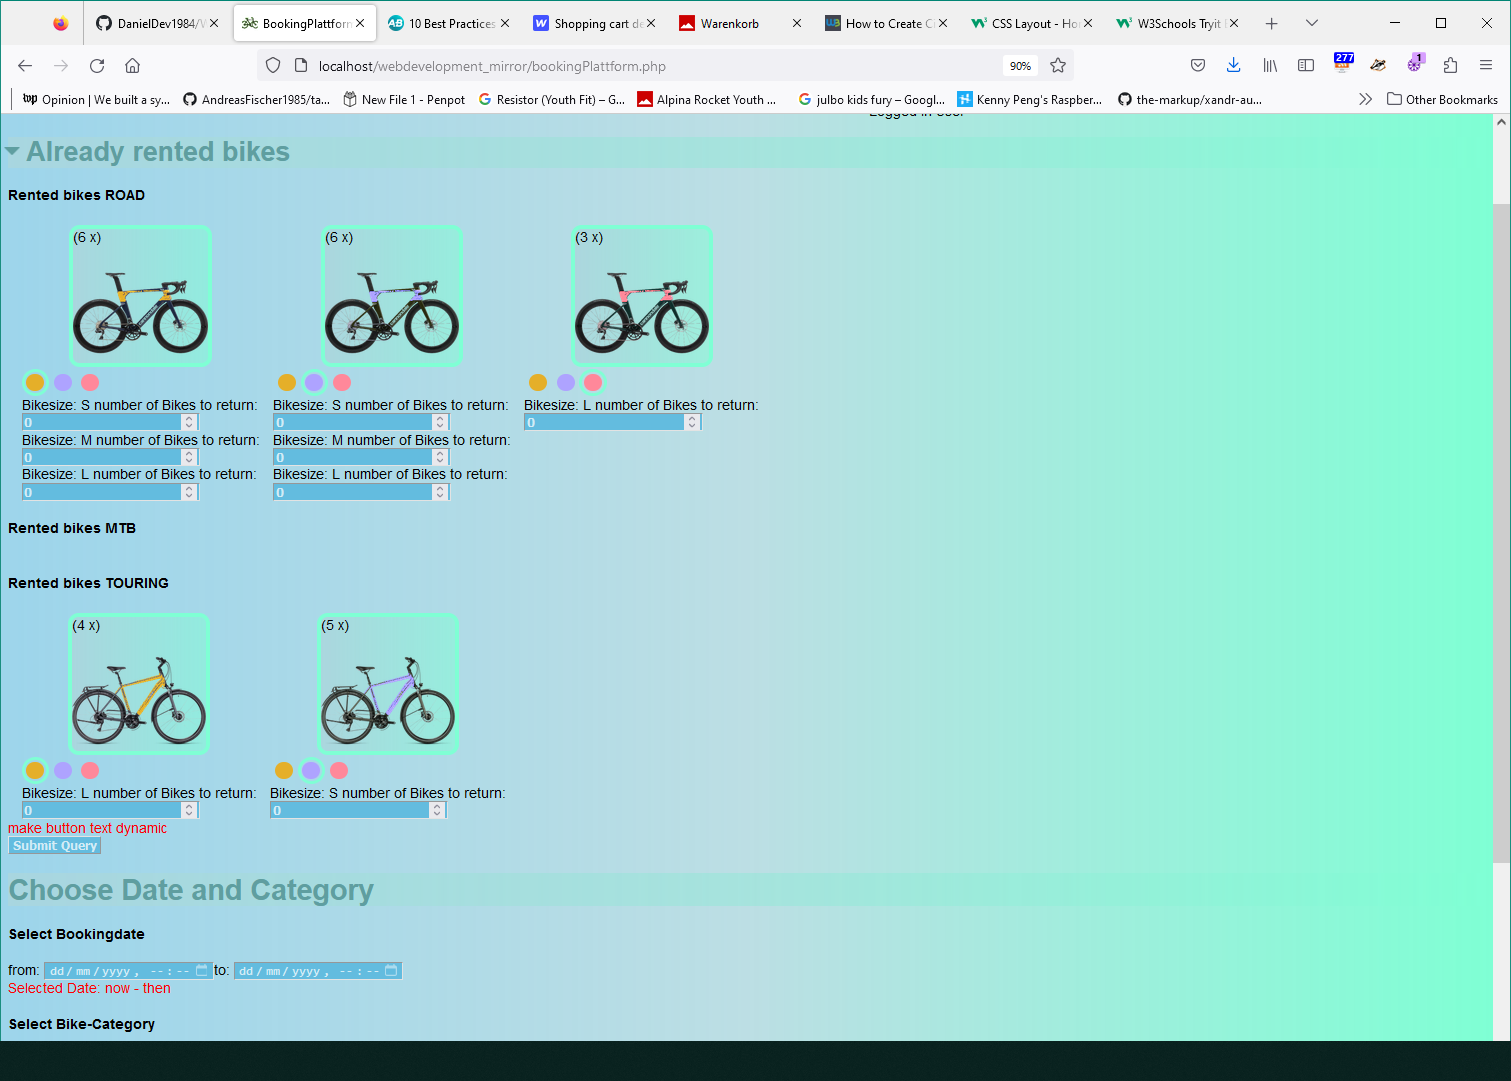 DanielDev1984/W
BookingPlattform
10 Best Practices
Shopping cart de
Warenkorb
How to Create Ci
CSS Layout - Ho
W3Schools Tryit
localhost/webdevelopment_mirror/bookingPlattform.php
90%
277
1
Opinion | We built a sy...
AndreasFischer1985/ta...
New File 1 - Penpot
Resistor (Youth Fit) – G...
Alpina Rocket Youth ...
julbo kids fury – Googl...
Kenny Peng's Raspber...
the-markup/xandr-au...
Other Bookmarks
Already rented bikes
Rented bikes ROAD
(6 x) (6 x) (3 x)
Bikesize: S number of Bikes to return: Bikesize: S number of Bikes to return: Bikesize: L number of Bikes to return:
0 0 0
Bikesize: M number of Bikes to return: Bikesize: M number of Bikes to return:
0 0
Bikesize: L number of Bikes to return: Bikesize: L number of Bikes to return:
0 0
Rented bikes MTB
Rented bikes TOURING
(4 x) (5 x)
Bikesize: L number of Bikes to return: Bikesize: S number of Bikes to return:
0 0
make button text dynamic
Submit Query
Choose Date and Category
Select Bookingdate
from: dd/mm/yyyy, --:-- to: dd/mm/yyyy, --:--
Selected Date: now - then
Select Bike-Category